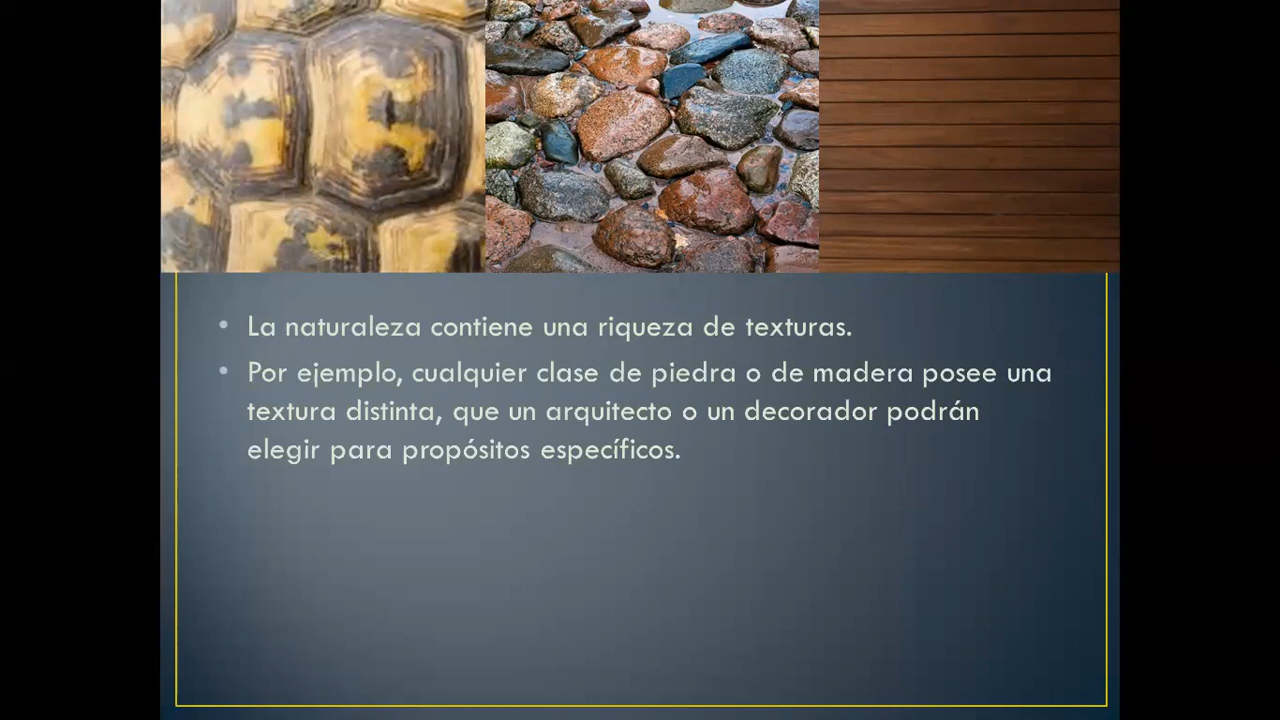 • La naturaleza contiene una riqueza de texturas.
• Por ejemplo, cualquier clase de piedra o de madera posee una
textura distinta, que un arquitecto o un decorador podrán
elegir para propósitos específicos.